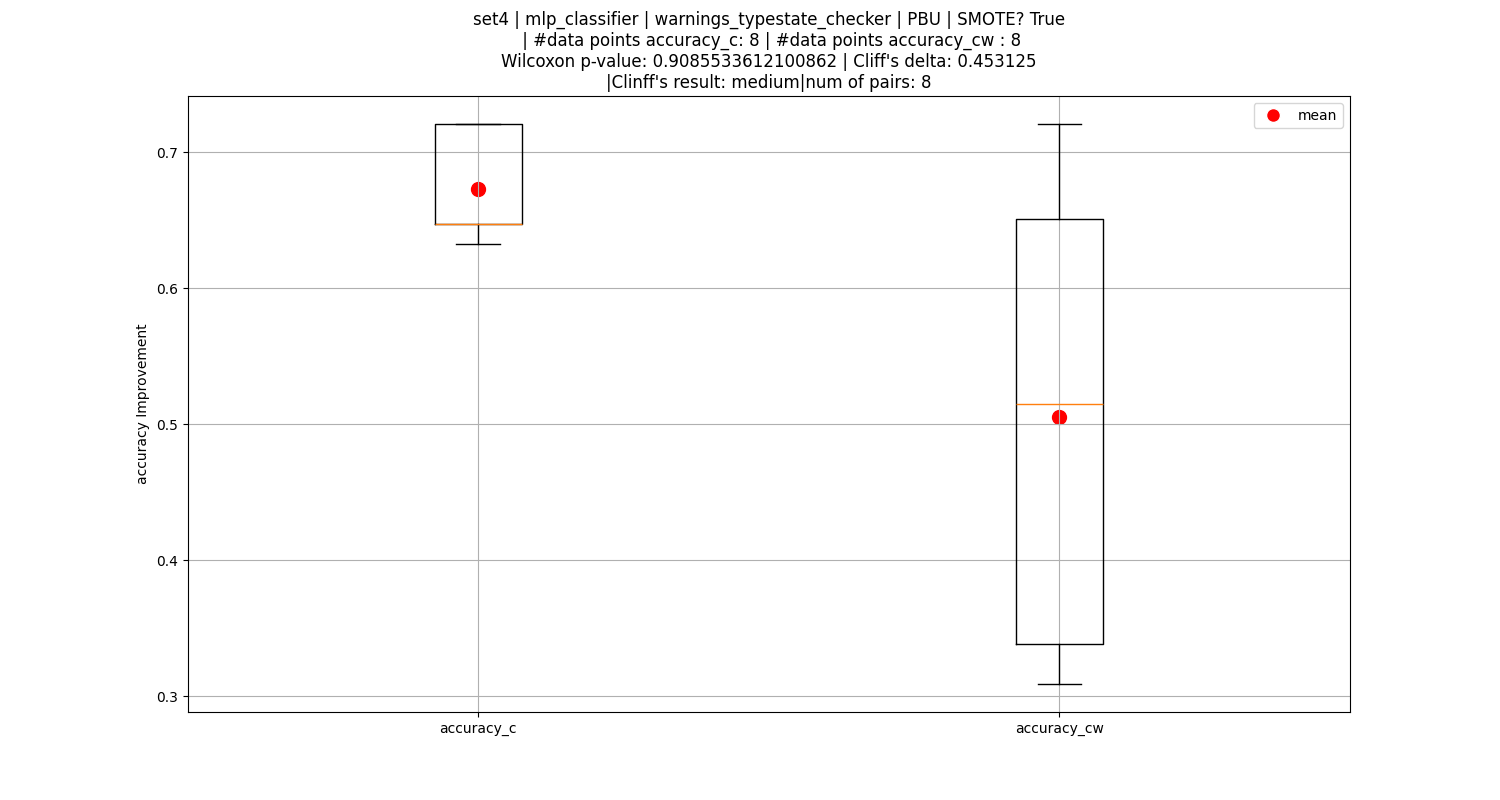 set4 | mlp_classifier | warnings_typestate_checker | PBU | SMOTE? True
| #data points accuracy_c: 8 | #data points accuracy_cw : 8
Wilcoxon p-value: 0.9085533612100862 | Cliff's delta: 0.453125
|Clinff's result: medium|num of pairs: 8
mean
0.7
0.6
0.5
0.4
0.3
accuracy Improvement
accuracy_c
accuracy_cw